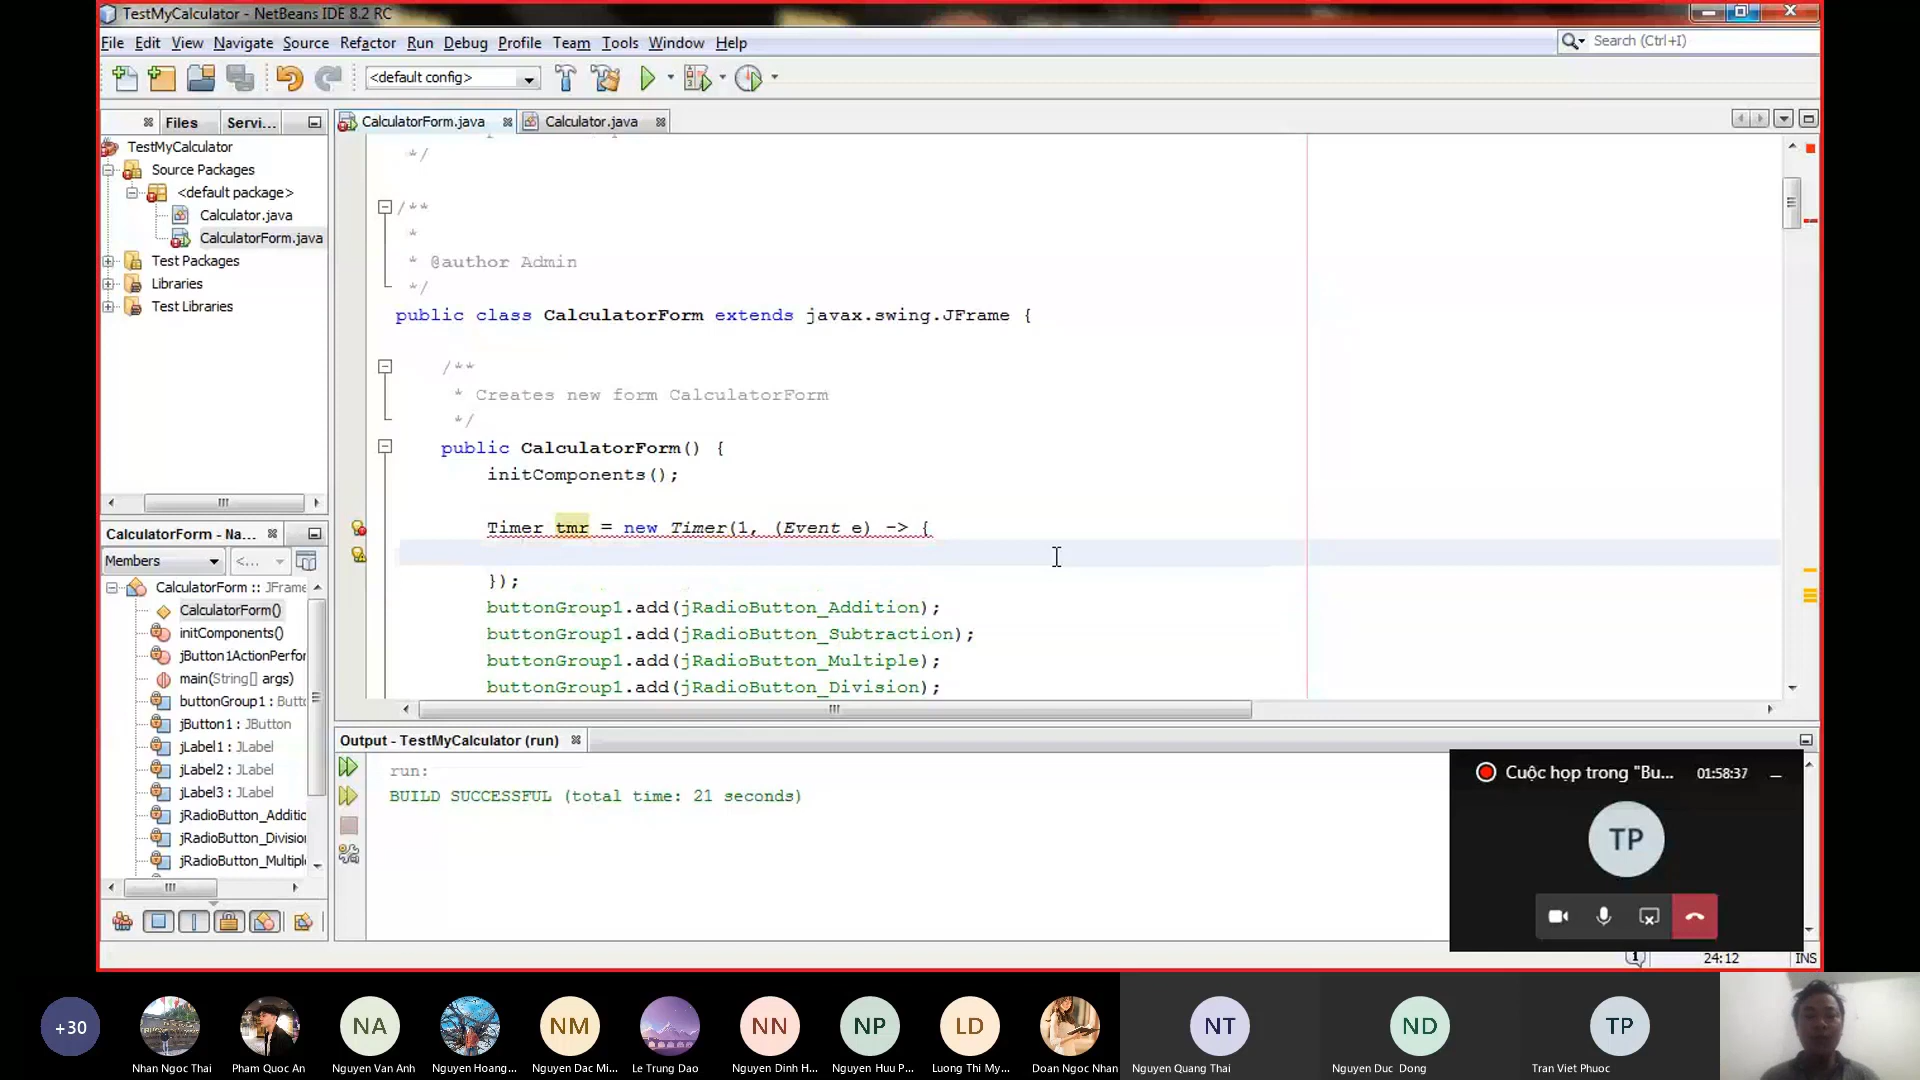 TestMyCalculator - NetBeans IDE 8.2 RC
File Edit View Navigate Source Refactor Run Debug Profile Team Tools Window Help
Search (Ctrl+I)
<default config>
Files Servi...
CalculatorForm.java Calculator.java
TestMyCalculator
Source Packages
<default package>
Calculator.java
CalculatorForm.java
Test Packages
Libraries
Test Libraries
*/
/**
*
* @author Admin
*/
public class CalculatorForm extends javax.swing.JFrame {
/**
* Creates new form CalculatorForm
*/
public CalculatorForm() {
initComponents();
Timer tmr = new Timer(1, (Event e) -> {
});
buttonGroup1.add(jRadioButton_Addition);
buttonGroup1.add(jRadioButton_Subtraction);
buttonGroup1.add(jRadioButton_Multiple);
buttonGroup1.add(jRadioButton_Division);
CalculatorForm - Na...
Members <...
CalculatorForm :: JFrame
CalculatorForm()
initComponents()
jButton1ActionPerfor
main(String[] args)
buttonGroup1 : Butto
jButton1 : JButton
jLabel1 : JLabel
jLabel2 : JLabel
jLabel3 : JLabel
jRadioButton_Additio
jRadioButton_Division
jRadioButton_Multiple
Output - TestMyCalculator (run)
run:
BUILD SUCCESSFUL (total time: 21 seconds)
Cuộc họp trong "Bu... 01:58:37
TP
24:12 INS
+30 NA NM NN NP LD NT ND TP
Nhan Ngoc Thai Pham Quoc An Nguyen Van Anh Nguyen Hoang... Nguyen Dac Mi... Le Trung Dao Nguyen Dinh H... Nguyen Huu P... Luong Thi My... Doan Ngoc Nhan Nguyen Quang Thai Nguyen Duc Dong Tran Viet Phuoc